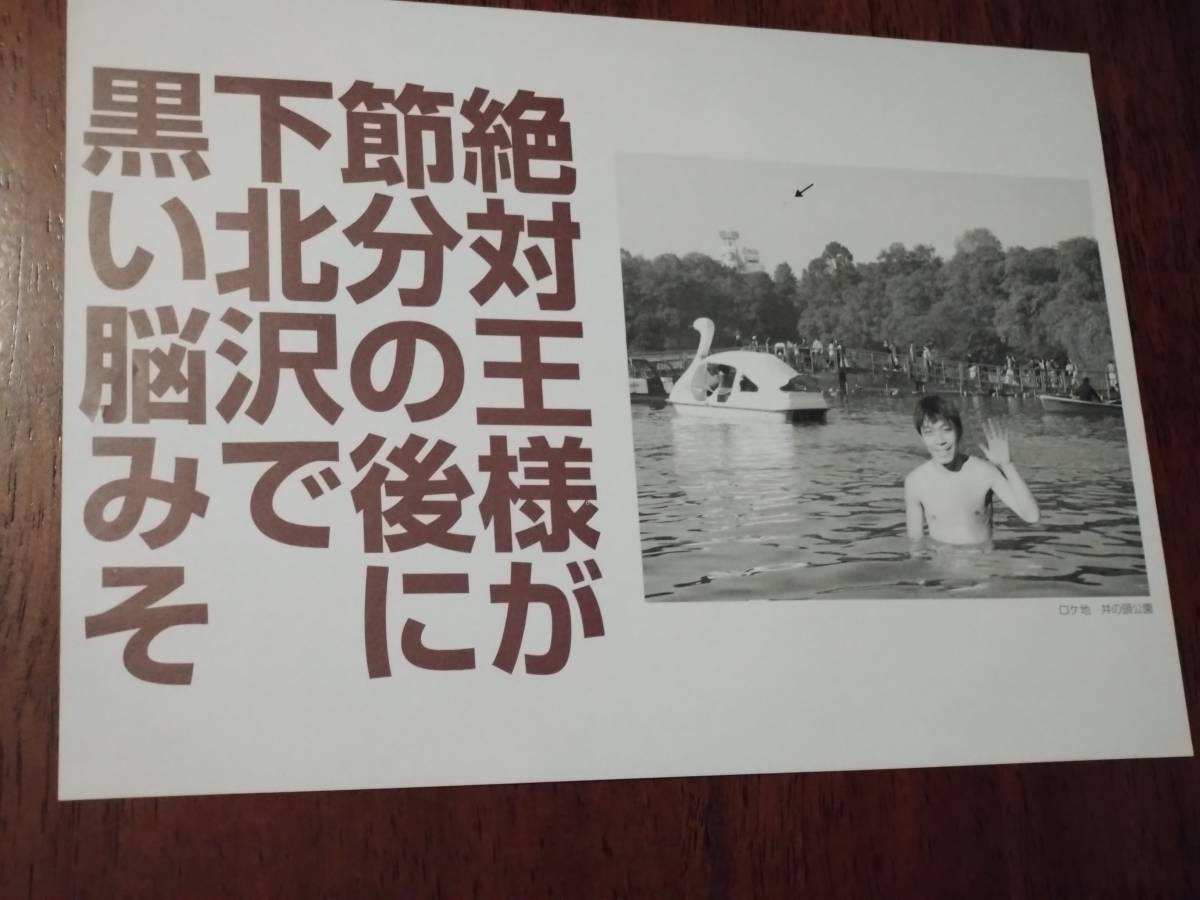 絶対王様が
節分の後に
下北沢で
黒い脳みそ
ロケ地 井の頭公園